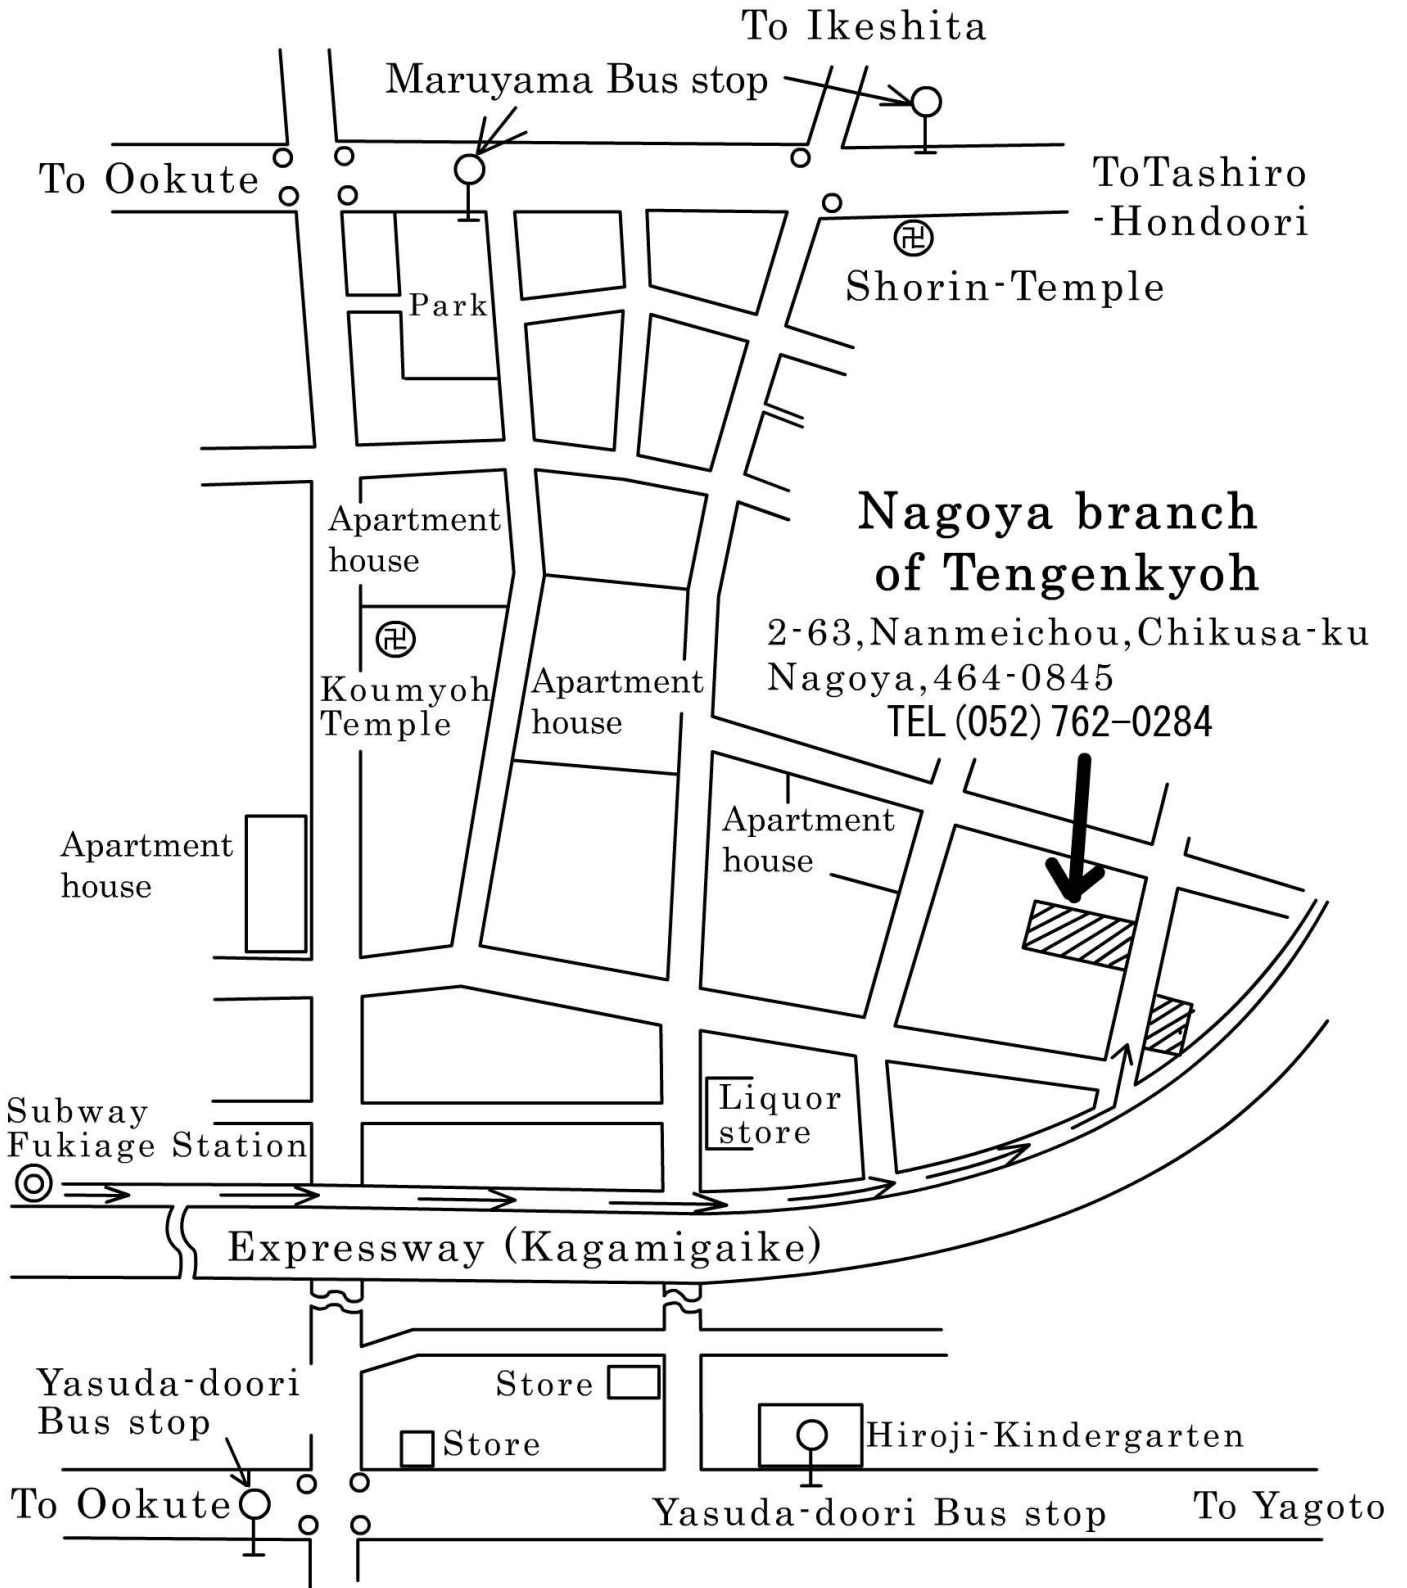 To Ikeshita
Maruyama Bus stop
To Ookute
ToTashiro
-Hondoori
卍
Shorin-Temple
Park
Nagoya branch
of Tengenkyoh
2-63,Nanmeichou,Chikusa-ku
Nagoya,464-0845
TEL (052) 762-0284
Apartment
house
卍
Koumyoh
Temple
Apartment
house
Apartment
house
Apartment
house
Liquor
store
Subway
Fukiage Station
Expressway (Kagamigaike)
Yasuda-doori
Bus stop
Store
Store
Hiroji-Kindergarten
To Ookute
Yasuda-doori Bus stop
To Yagoto